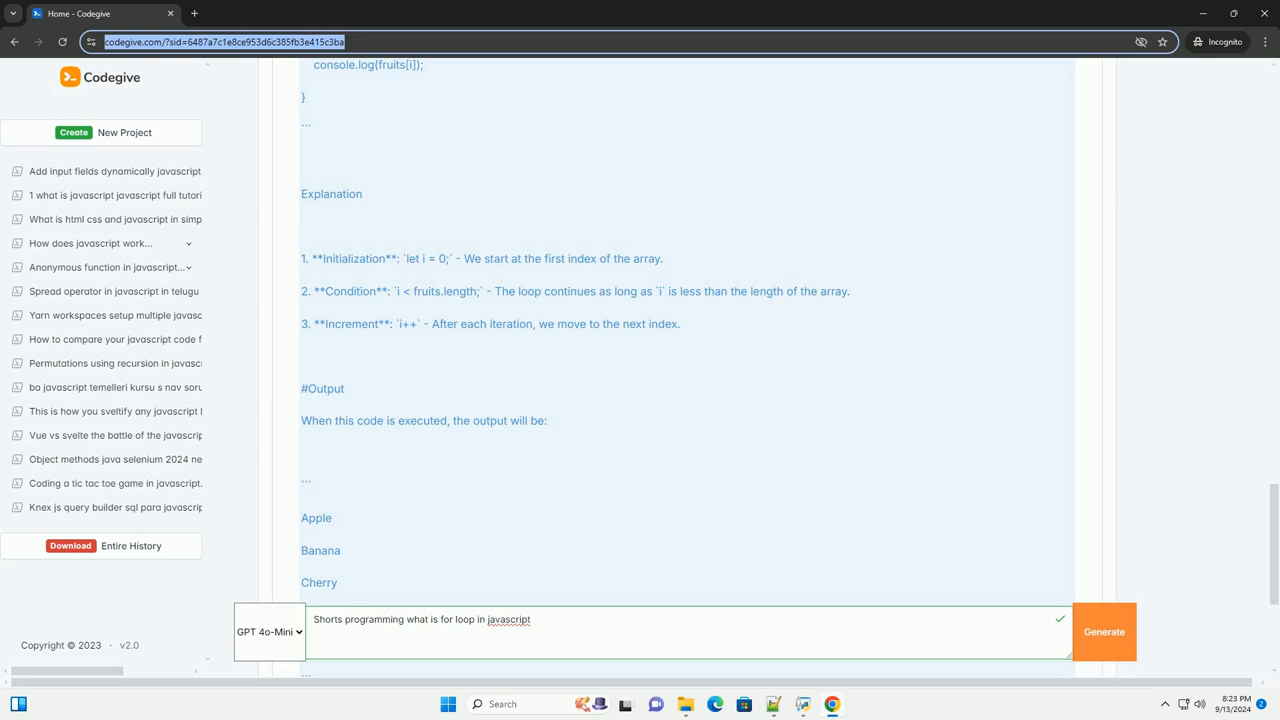 Home - Codegive
codegive.com/?sid=6487a7c1e8ce953d6c385fb3e415c3ba
Incognito
Codegive
Create New Project
Add input fields dynamically javascript
1 what is javascript javascript full tutori
What is html css and javascript in simp
How does javascript work...
Anonymous function in javascript...
Spread operator in javascript in telugu
Yarn workspaces setup multiple javasc
How to compare your javascript code f
Permutations using recursion in javasc
ba javascript temelleri kursu s nav soru
This is how you sveltify any javascript l
Vue vs svelte the battle of the javascrip
Object methods java selenium 2024 ne
Coding a tic tac toe game in javascript.
Knex js query builder sql para javascrip
Download Entire History
Copyright © 2023 · v2.0
console.log(fruits[i]);
}
```
Explanation
1. **Initialization**: `let i = 0;` - We start at the first index of the array.
2. **Condition**: `i < fruits.length;` - The loop continues as long as `i` is less than the length of the array.
3. **Increment**: `i++` - After each iteration, we move to the next index.
#Output
When this code is executed, the output will be:
```
Apple
Banana
Cherry
GPT 4o-Mini
Shorts programming what is for loop in javascript
Generate
```
Search
8:23 PM
9/13/2024
2